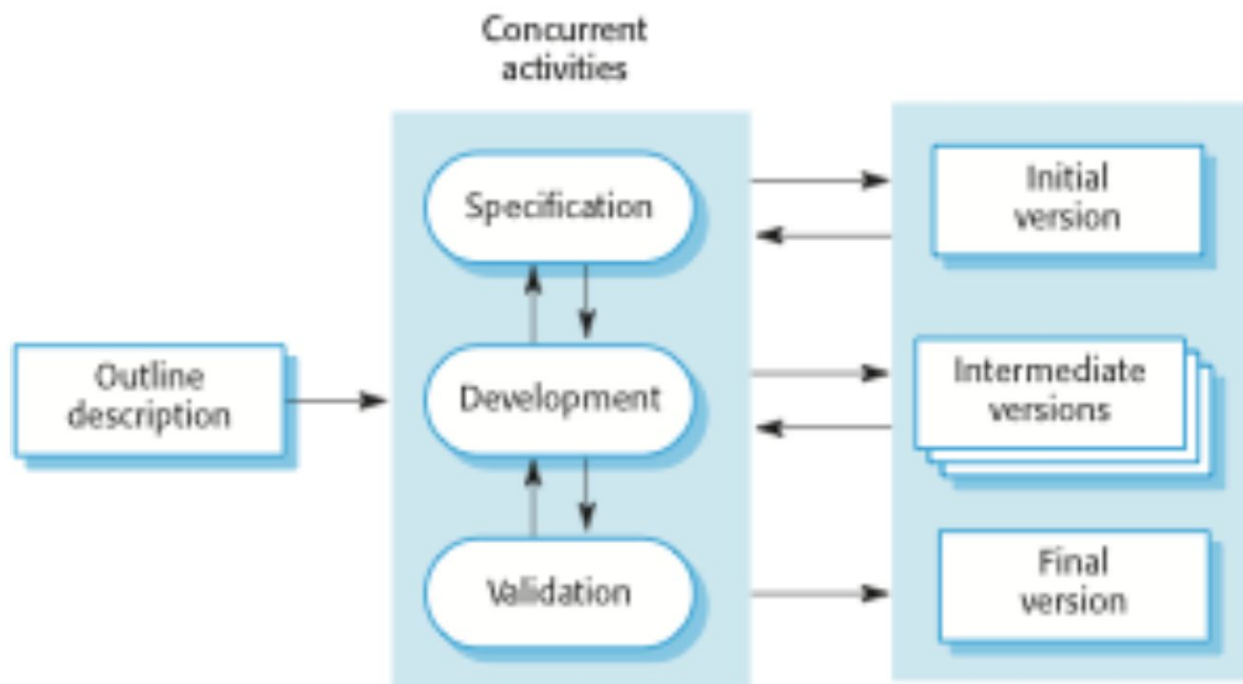 Concurrent
activities
Specification
Initial
version
Outline
description
Development
Intermediate
versions
Validation
Final
version